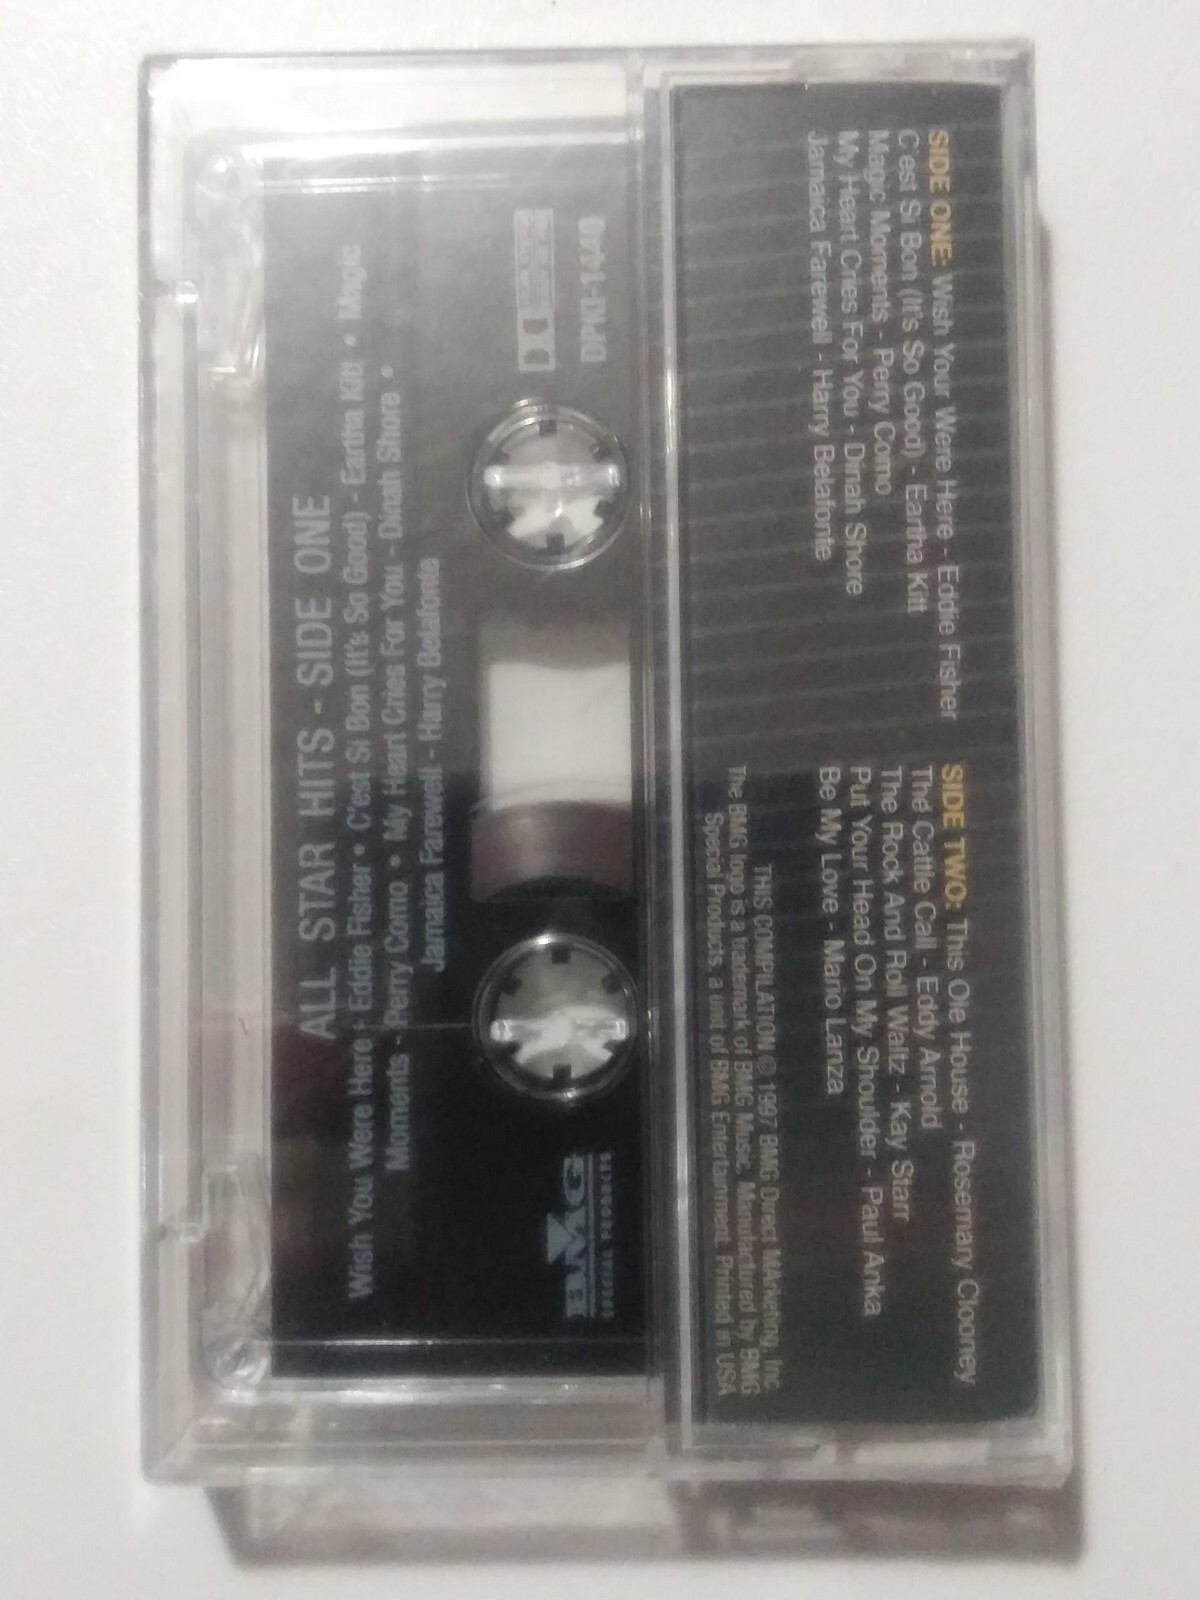 SIDE ONE: Wish Your Were Here - Eddie Fisher
C'est Si Bon (It's So Good) - Eartha Kitt
Magic Moments - Perry Como
My Heart Cries For You - Dinah Shore
Jamaica Farewell - Harry Belafonte
SIDE TWO: This Ole House - Rosemary Clooney
The Cattle Call - Eddy Arnold
The Rock And Roll Waltz - Kay Starr
Put Your Head On My Shoulder - Paul Anka
Be My Love - Mario Lanza
THIS COMPILATION © 1997 BMG Direct MArketing, Inc.
The BMG logo is a trademark of BMG Music. Manufactured by BMG
Special Products, a unit of BMG Entertainment. Printed in USA
ALL STAR HITS - SIDE ONE
Wish You Were Here - Eddie Fisher • C'est Si Bon (It's So Good) - Eartha Kitt • Magic
Moments - Perry Como • My Heart Cries For You - Dinah Shore •
Jamaica Farewell - Harry Belafonte
BMG
SPECIAL PRODUCTS